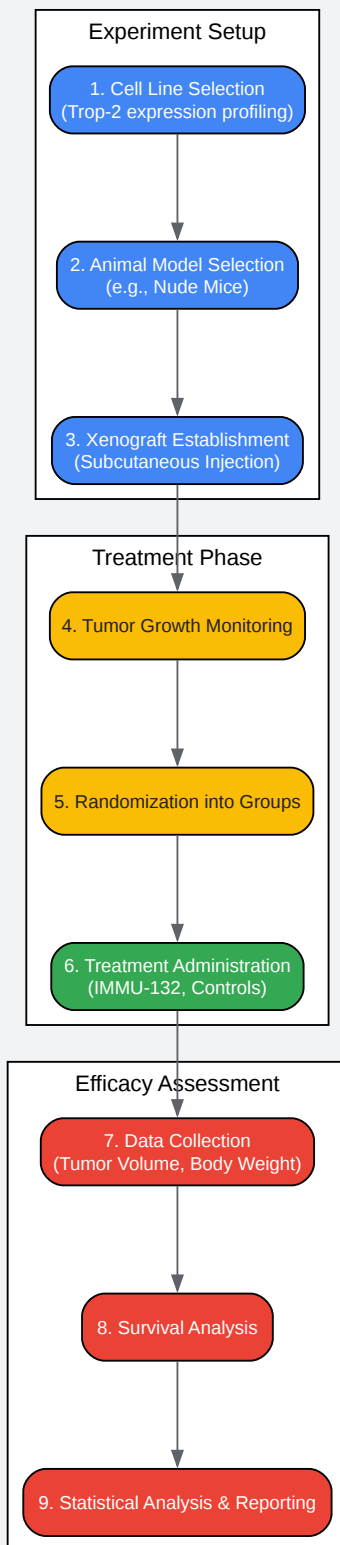 Experiment Setup
1. Cell Line Selection
(Trop-2 expression profiling)
2. Animal Model Selection
(e.g., Nude Mice)
3. Xenograft Establishment
(Subcutaneous Injection)
Treatment Phase
4. Tumor Growth Monitoring
5. Randomization into Groups
6. Treatment Administration
(IMMU-132, Controls)
Efficacy Assessment
7. Data Collection
(Tumor Volume, Body Weight)
8. Survival Analysis
9. Statistical Analysis & Reporting